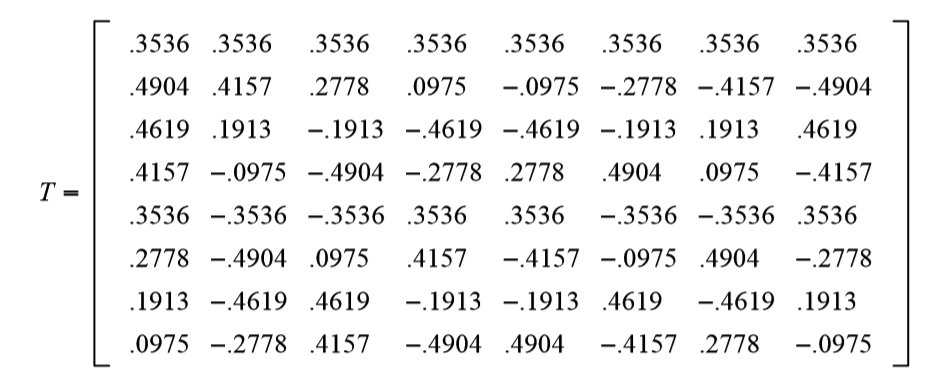 .3536 .3536 .3536 .3536 .3536 .3536 .3536 .3536
.4904 .4157 .2778 .0975 −.0975 −.2778 −.4157 −.4904
.4619 .1913 −.1913 −.4619 −.4619 −.1913 .1913 .4619
.4157 −.0975 −.4904 −.2778 .2778 .4904 .0975 −.4157
T =
.3536 −.3536 −.3536 .3536 .3536 −.3536 −.3536 .3536
.2778 −.4904 .0975 .4157 −.4157 −.0975 .4904 −.2778
.1913 −.4619 .4619 −.1913 −.1913 .4619 −.4619 .1913
.0975 −.2778 .4157 −.4904 .4904 −.4157 .2778 −.0975